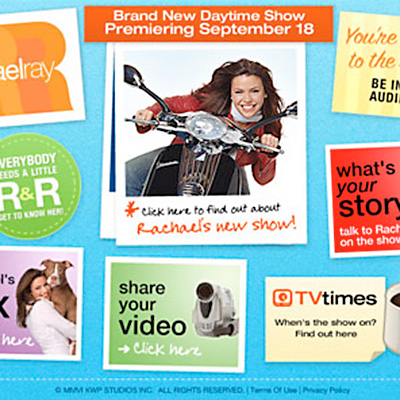 Brand New Daytime Show
Premiering September 18
aelray
You're
to the
BE IN
AUDI
EVERYBODY
NEEDS A LITTLE
R&R
GET TO KNOW HER!
Click here to find out about
Rachael's new show!
what's
your
story
talk to Rach
on the show
el's
k
here
share
your
video
Click here
TVtimes
When's the show on?
Find out here
© MMVI KWP STUDIOS INC. ALL RIGHTS RESERVED. | Terms Of Use | Privacy Policy